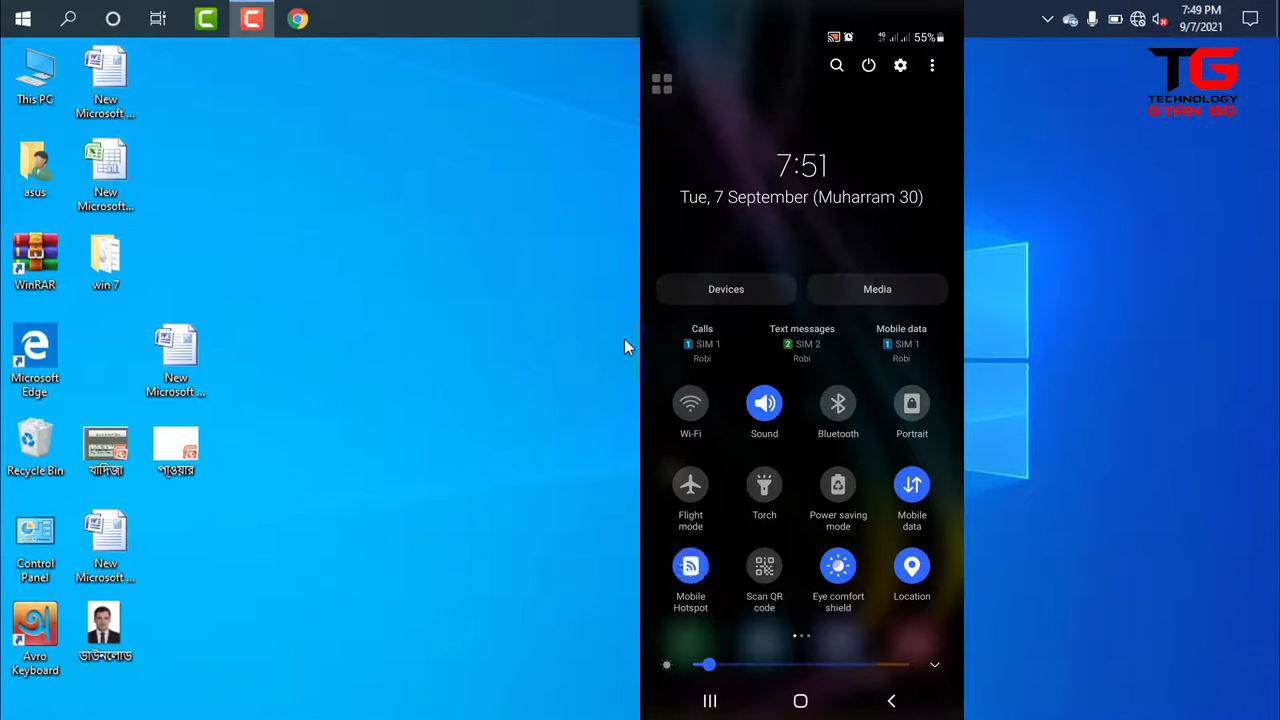 7:49 PM
9/7/2021
This PC
New
Microsoft ...
asus
New
Microsoft...
WinRAR
win 7
Microsoft
Edge
New
Microsoft ...
Recycle Bin
খাদিজা
পাওয়ার
Control
Panel
New
Microsoft ...
Avro
Keyboard
ডাউনলোড
4G
55%
7:51
Tue, 7 September (Muharram 30)
Devices
Media
Calls
1 SIM 1
Robi
Text messages
2 SIM 2
Robi
Mobile data
1 SIM 1
Robi
Wi-Fi
Sound
Bluetooth
Portrait
Flight
mode
Torch
Power saving
mode
Mobile
data
Mobile
Hotspot
Scan QR
code
Eye comfort
shield
Location
TG
TECHNOLOGY
GYAN BD